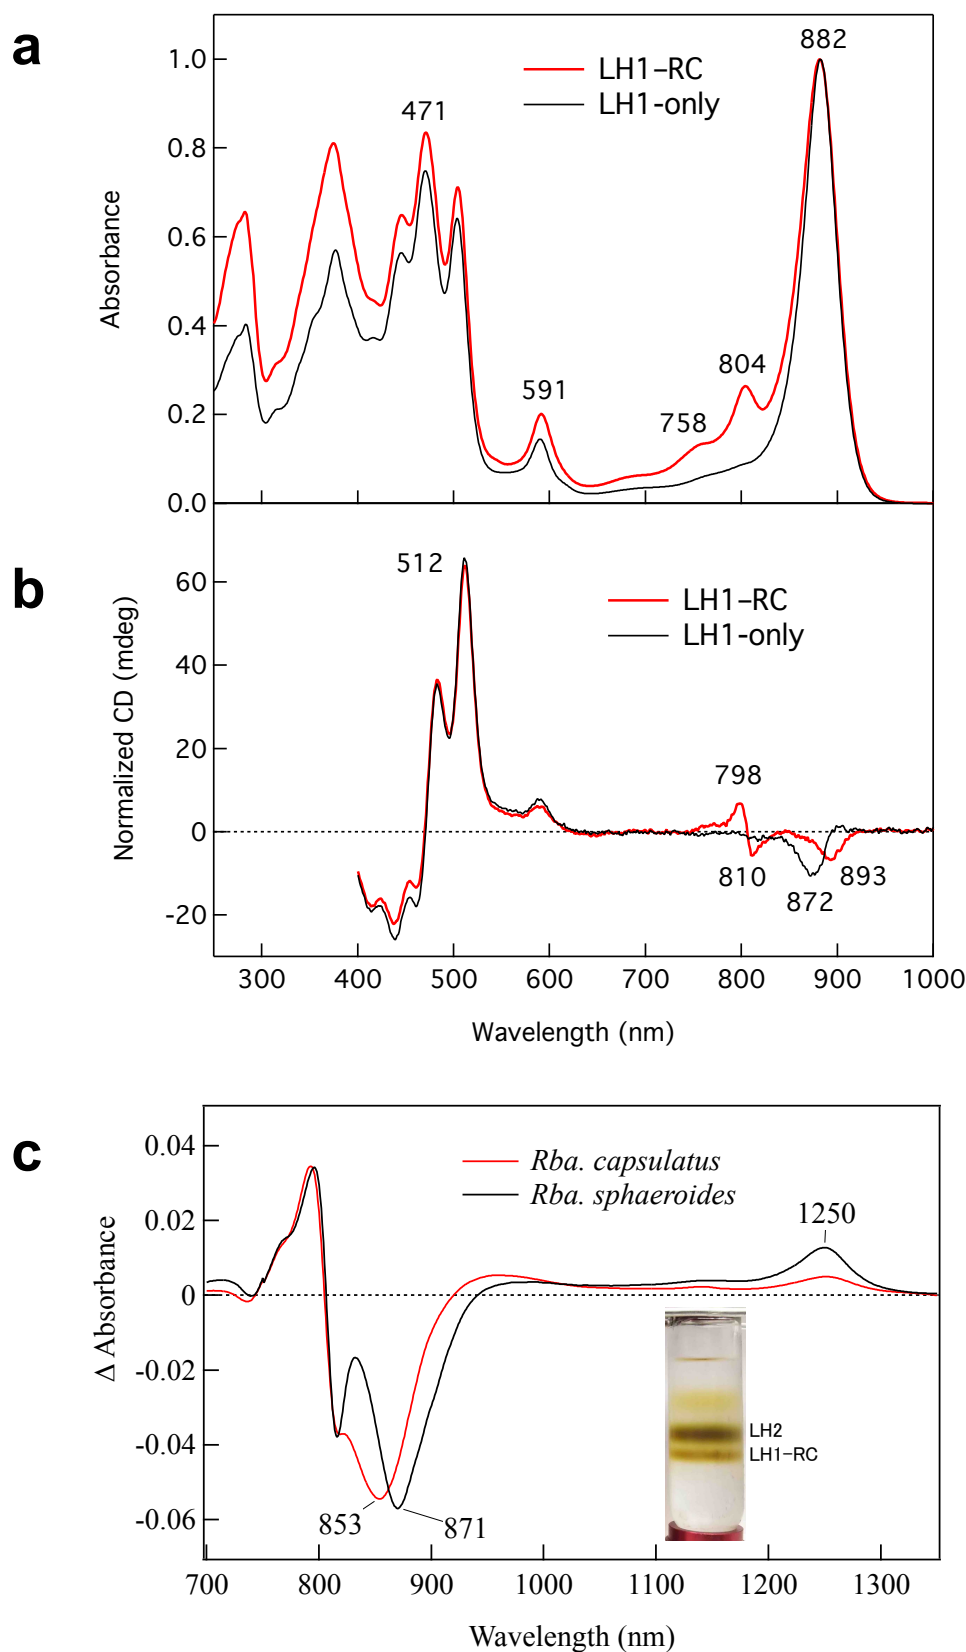 a
882
LH1–RC
LH1-only
471
591
758
804
1.0
0.8
0.6
0.4
0.2
0.0
Absorbance
b
512
LH1–RC
LH1-only
798
810
872
893
60
40
20
0
-20
Normalized CD (mdeg)
300 400 500 600 700 800 900 1000
Wavelength (nm)
c
Rba. capsulatus
Rba. sphaeroides
1250
853
871
LH2
LH1-RC
0.04
0.02
0
-0.02
-0.04
-0.06
Δ Absorbance
700 800 900 1000 1100 1200 1300
Wavelength (nm)